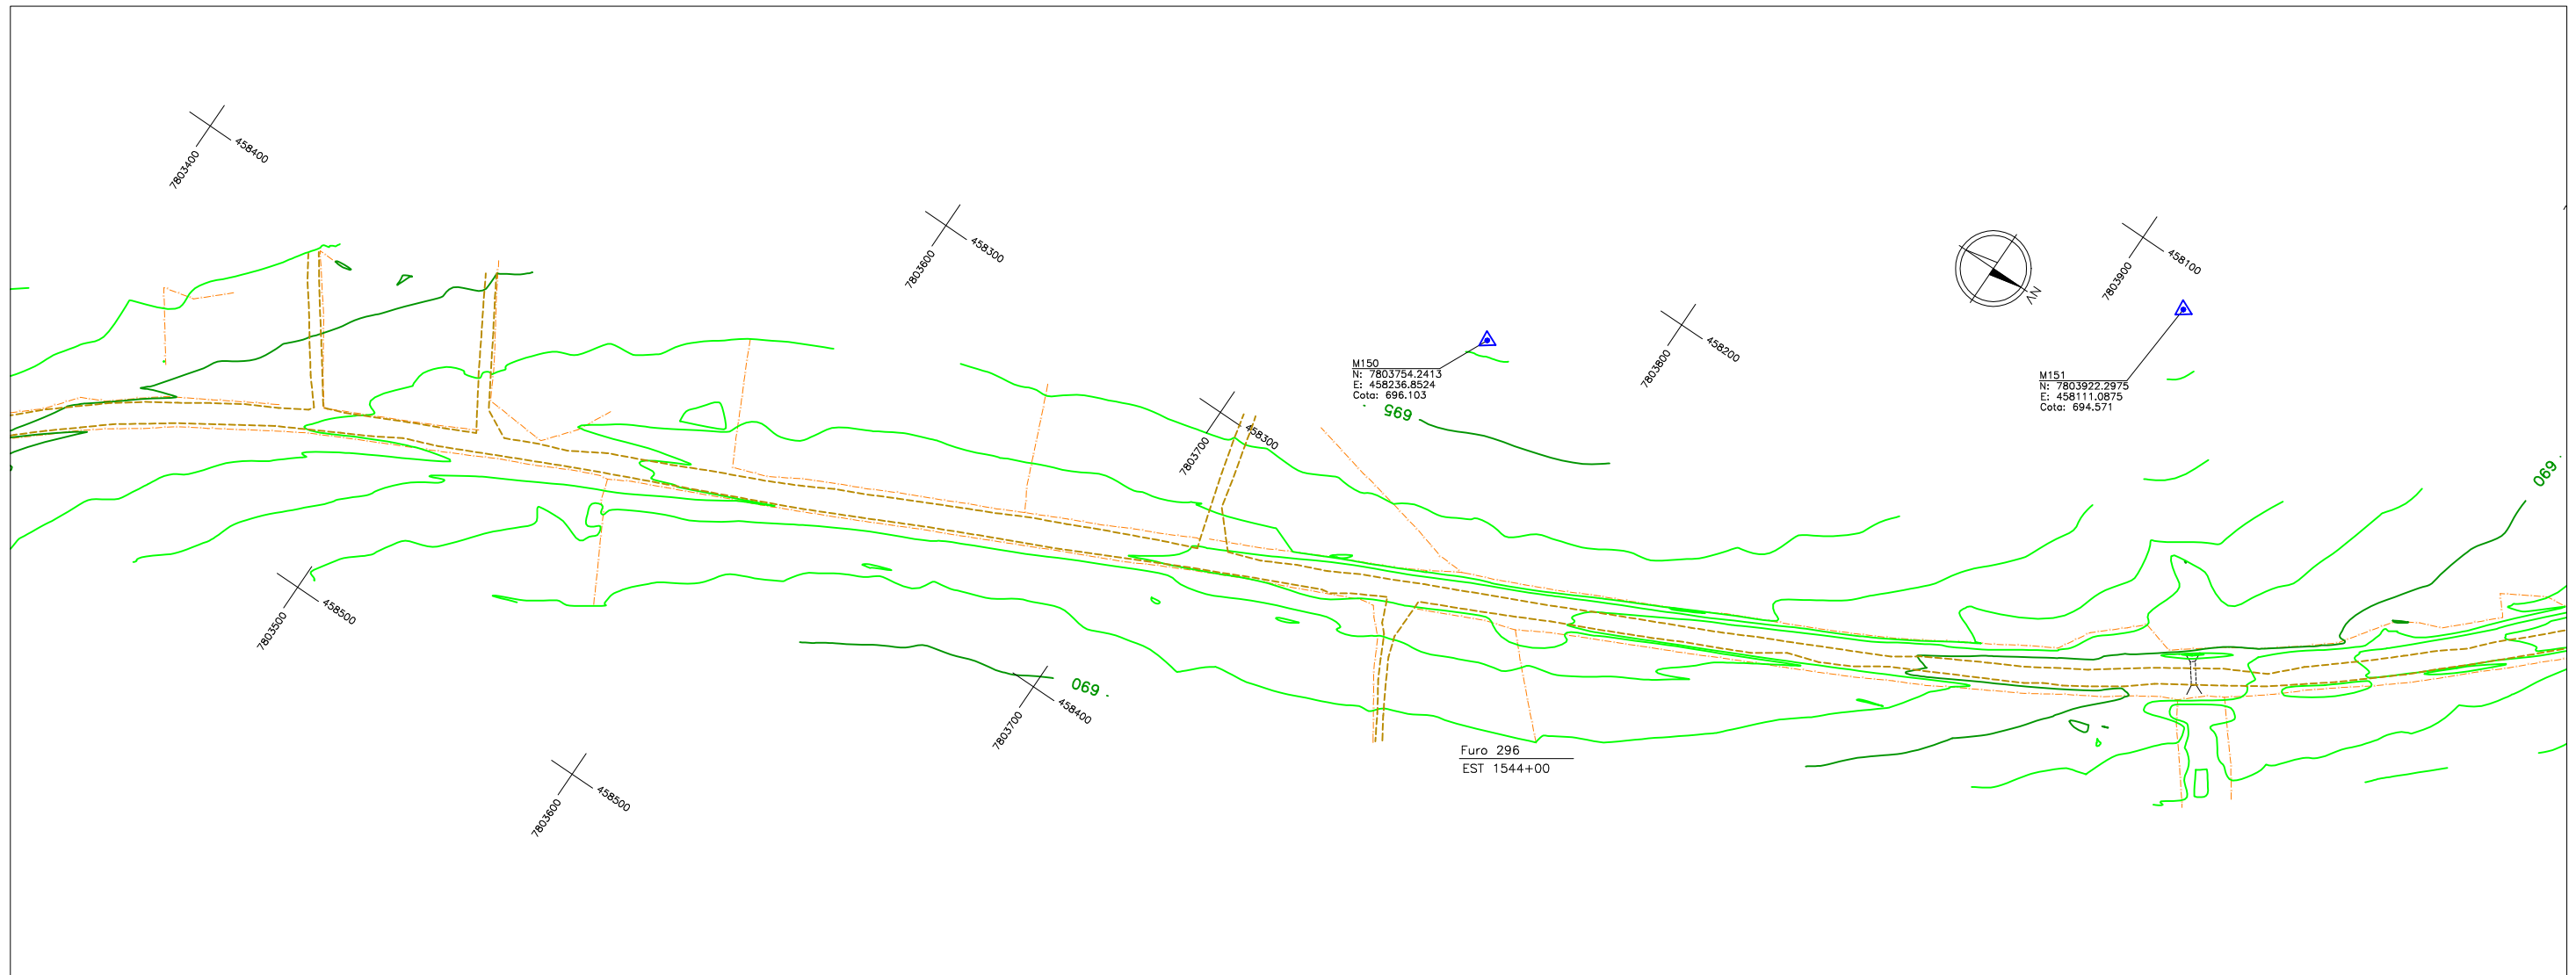 7803400
458400
7803600
458300
7803900
458100
NV
7803800
458200
M150
N: 7803754.2413
E: 458236.8524
Cota: 696.103
M151
N: 7803922.2975
E: 458111.0875
Cota: 694.571
695
7803700
458300
690
7803500
458500
690
7803700
458400
Furo 296
EST 1544+00
7803600
458500